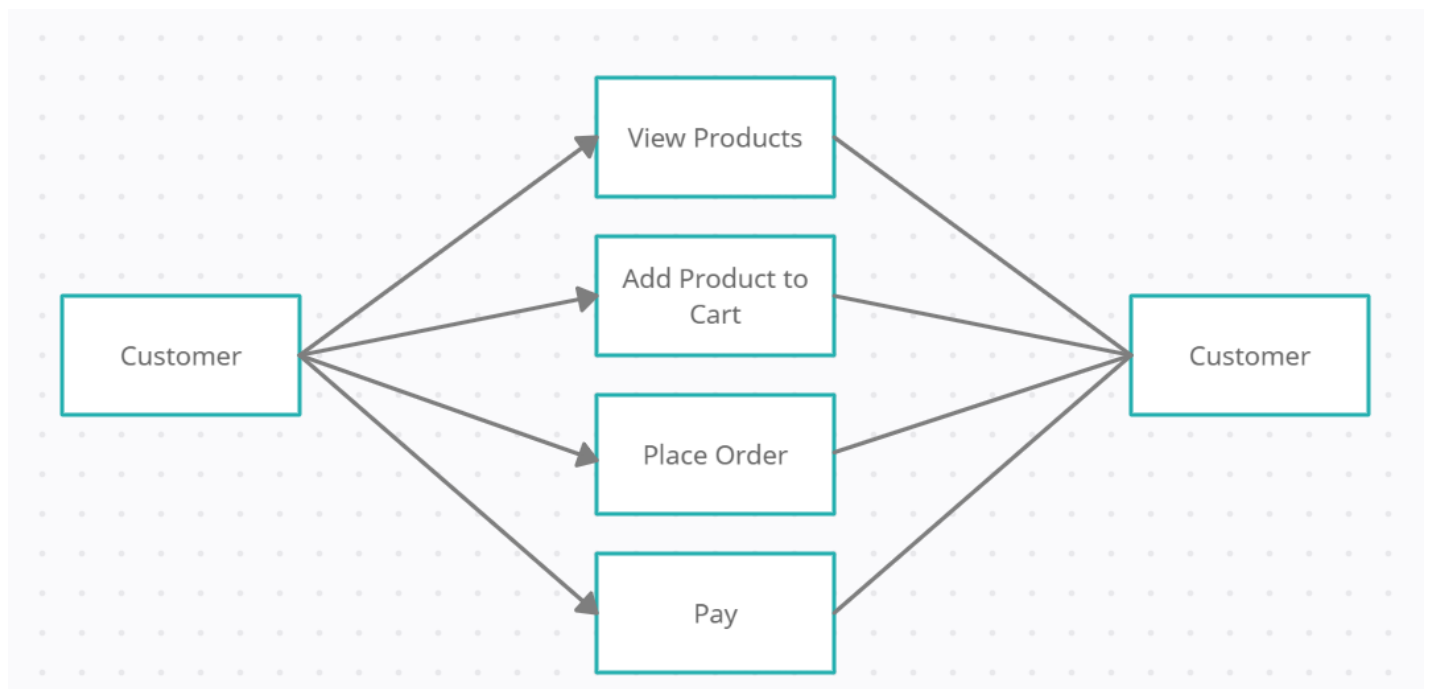 View Products
Add Product to
Cart
Customer
Customer
Place Order
Pay